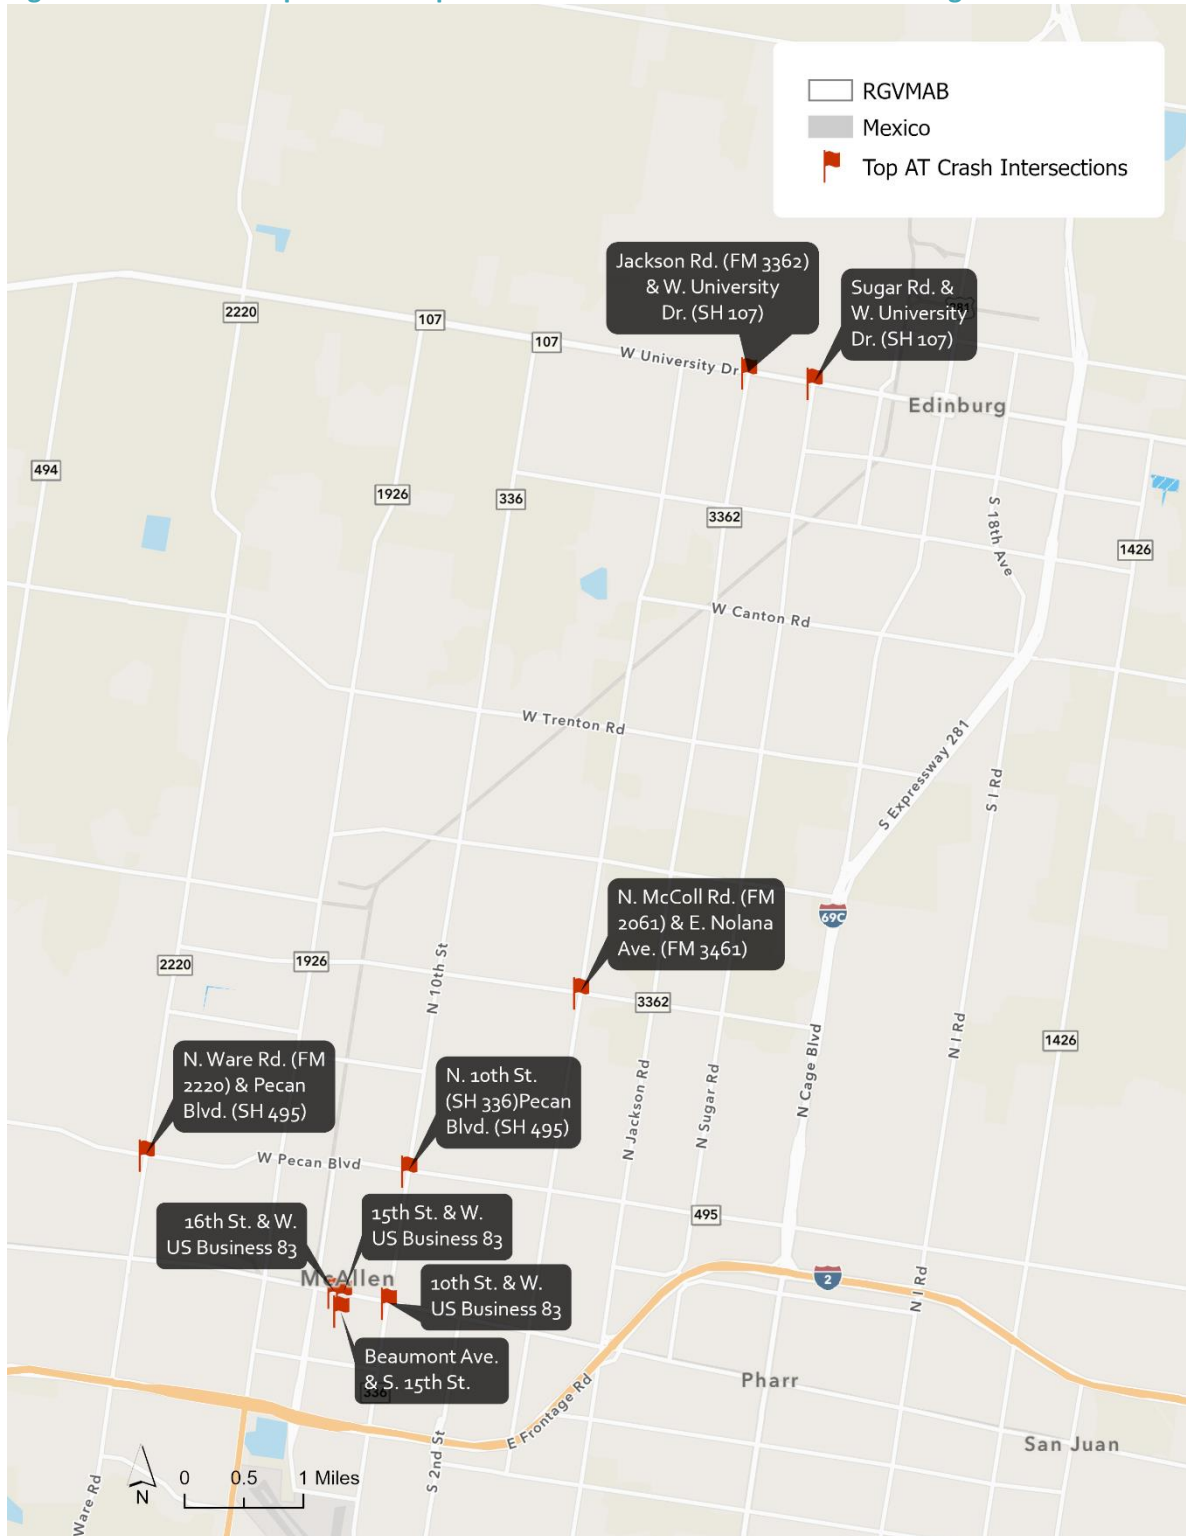 RGVMAB
Mexico
Top AT Crash Intersections
Jackson Rd. (FM 3362)
& W. University
Dr. (SH 107)
Sugar Rd. &
W. University
Dr. (SH 107)
281
2220
107
107
W University Dr
Edinburg
494
1926
336
3362
S 18th Ave
1426
W Canton Rd
W Trenton Rd
S Expressway 281
S I Rd
N. McColl Rd. (FM
2061) & E. Nolana
Ave. (FM 3461)
69C
2220
1926
N 10th St
3362
N I Rd
1426
N Cage Blvd
N. Ware Rd. (FM
2220) & Pecan
Blvd. (SH 495)
N. 10th St.
(SH 336)Pecan
Blvd. (SH 495)
N Jackson Rd
N Sugar Rd
W Pecan Blvd
495
16th St. & W.
US Business 83
15th St. & W.
US Business 83
McAllen
10th St. & W.
US Business 83
2
N I Rd
Beaumont Ave.
& S. 15th St.
336
Pharr
E Frontage Rd
San Juan
S 2nd St
Ware Rd
N
0 0.5 1 Miles